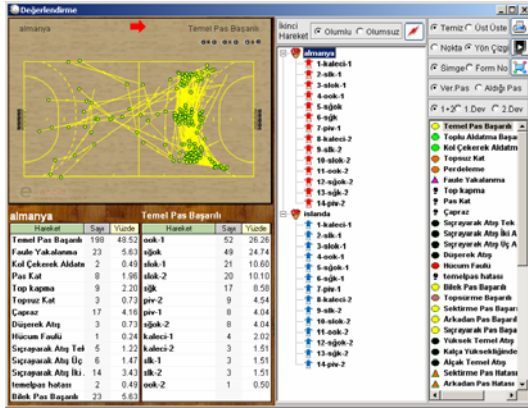 Değerlendirme
almanya
Temel Pas Başarılı
almanya Temel Pas Başarılı
Hareket Sayı Yüzde Hareket Sayı Yüzde
Temel Pas Başarılı 198 48.52 ook-1 52 26.26
Faule Yakalanma 23 5.63 sğok 49 24.74
Kol Çekerek Aldatm 2 0.49 slok-1 21 10.60
Pas Kat 8 1.96 slok-2 20 10.10
Top kapma 9 2.20 sğk 17 8.58
Topsuz Kat 3 0.73 piv-2 9 4.54
Çapraz 17 4.16 piv-1 8 4.04
Düşerek Atış 3 0.73 sğok-2 8 4.04
Hücum Faulü 1 0.24 kaleci-1 4 2.02
Sıçrayarak Atış Tek 5 1.22 kaleci-2 3 1.51
Sıçrayarak Atış Üç 6 1.47 slk-1 3 1.51
Sıçrayarak Atış İki. 14 3.43 slk-2 3 1.51
temelpas hatası 2 0.49 ook-2 1 0.50
Bilek Pas Başarılı 23 5.63
İkinci
Hareket
Olumlu Olumsuz
almanya
1-kaleci-1
2-slk-1
3-slok-1
4-ook-1
5-sğok
6-sğk
7-piv-1
8-kaleci-2
9-slk-2
10-slok-2
11-ook-2
12-sğok-2
13-sğk-2
14-piv-2
islanda
1-kaleci-1
2-slk-1
3-slok-1
4-ook-1
5-sğok-1
6-sğk-1
7-piv-1
8-kaleci-2
9-slk-2
10-slok-2
11-ook-2
12-sğok-2
13-sğk-2
14-piv-2
Temiz Üst Üste
Nokta Yön Çizgi
Simge Form No
Ver.Pas Aldığı Pas
1+2 1.Dev 2.Dev
Temel Pas Başarılı
Toplu Aldatma Başar
Kol Çekerek Aldatm
Topsuz Kat
Perdeleme
Faule Yakalanma
Top kapma
Pas Kat
Çapraz
Sıçrayarak Atış Tek
Sıçrayarak Atış İki A
Sıçrayarak Atış Üç A
Düşerek Atış
Hücum Faulü
temelpas hatası
Bilek Pas Başarılı
Topsürme Başarılı
Sektirme Pas Başarıl
Arkadan Pas Başarıl
Sıçrayarak Pas Başar
Yüksek Temel Atış
Kalça Yüksekliğinde
Alçak Temel Atış
Sektirme Pas Hatası
Arkadan Pas Hatası